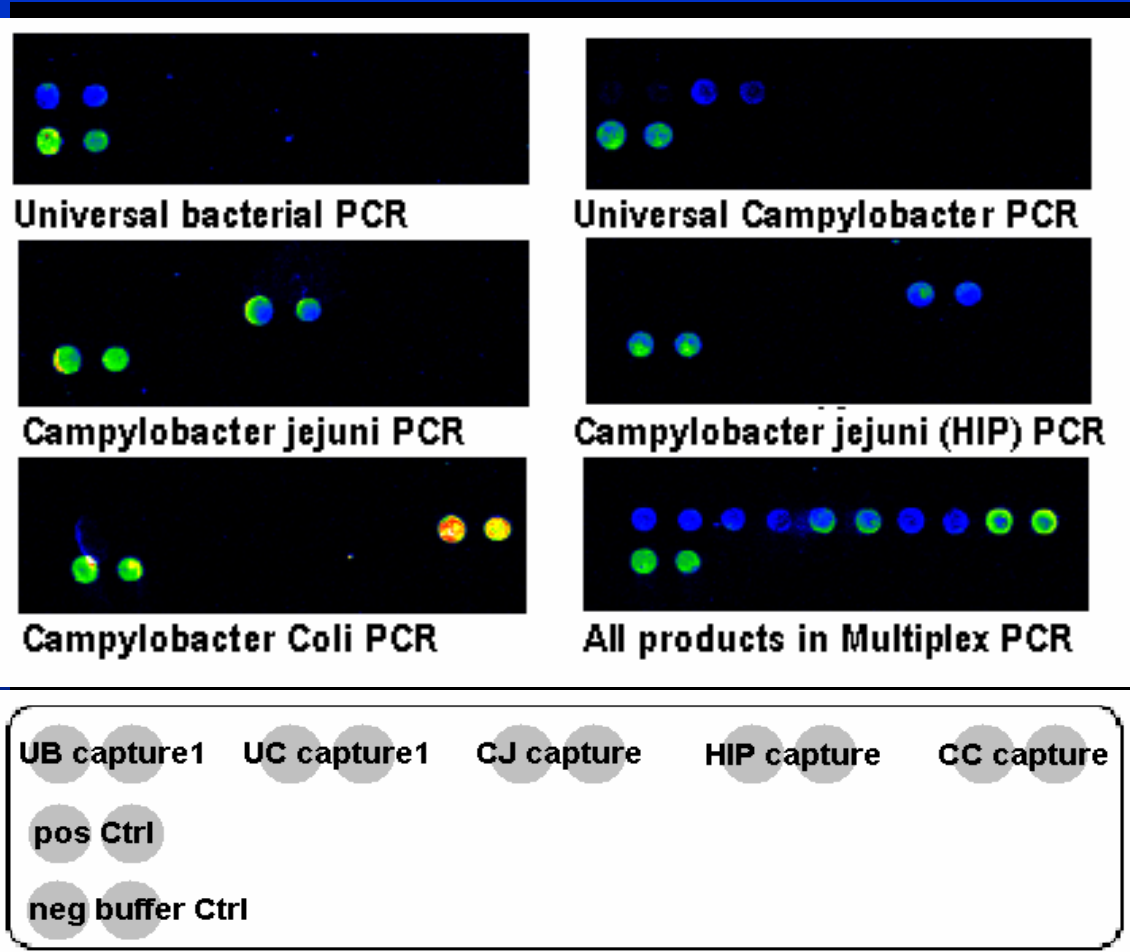 Universal bacterial PCR
Universal Campylobacter PCR
Campylobacter jejuni PCR
Campylobacter jejuni (HIP) PCR
Campylobacter Coli PCR
All products in Multiplex PCR
UB capture1
UC capture1
CJ capture
HIP capture
CC capture
pos Ctrl
neg buffer Ctrl